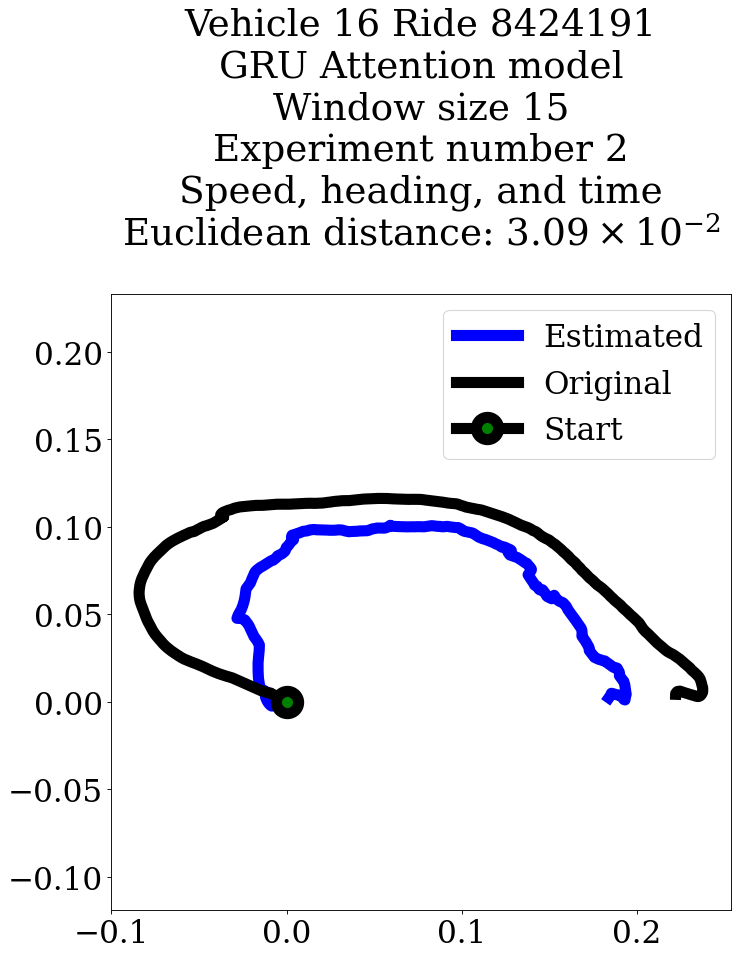 Vehicle 16 Ride 8424191
GRU Attention model
Window size 15
Experiment number 2
Speed, heading, and time
Euclidean distance: 3.09 × 10⁻²
Estimated
Original
Start
0.20
0.15
0.10
0.05
0.00
−0.05
−0.10
−0.1 0.0 0.1 0.2